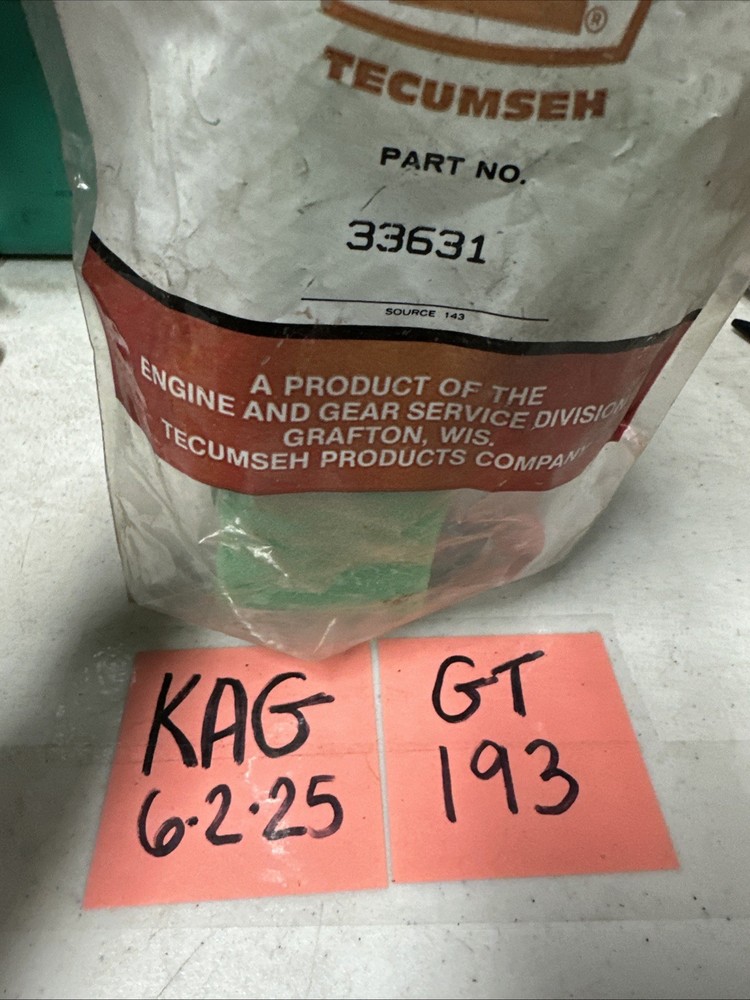 ®
TECUMSEH
PART NO.
33631
SOURCE 143
A PRODUCT OF THE
ENGINE AND GEAR SERVICE DIVISION
GRAFTON, WIS.
TECUMSEH PRODUCTS COMPANY
KAG
6·2·25
GT
193